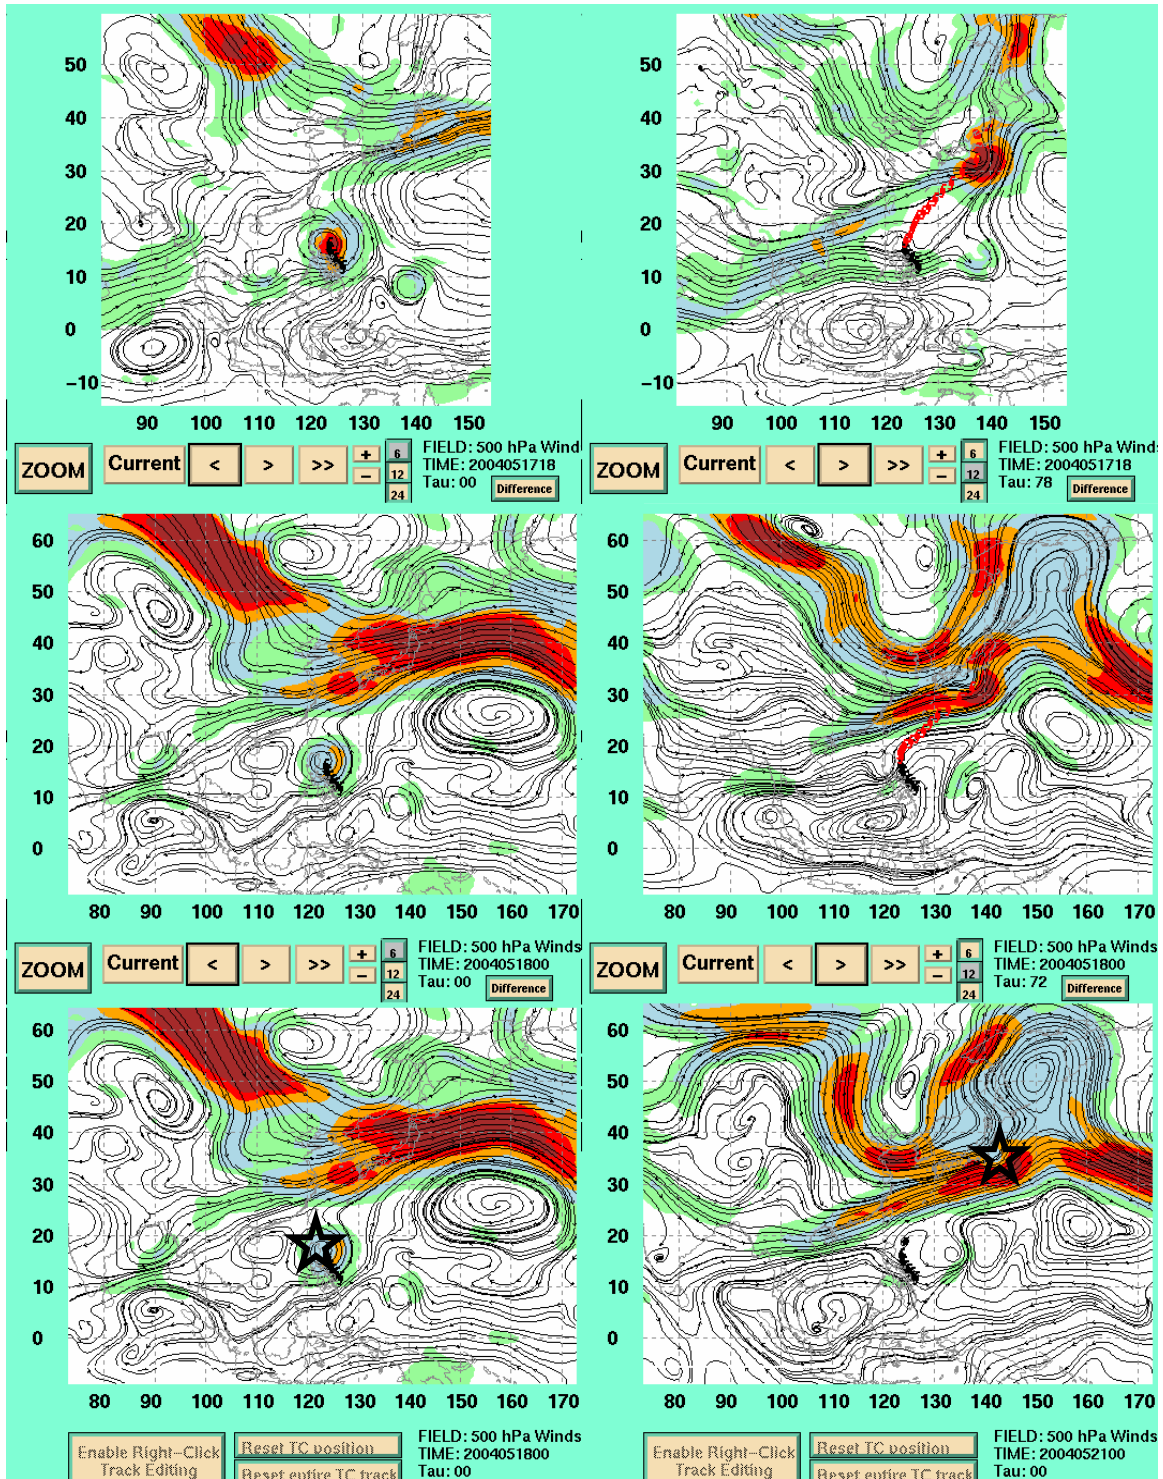 50
40
30
20
10
0
−10
90 100 110 120 130 140 150
ZOOM Current < > >> + − 6 12 24
FIELD: 500 hPa Wind
TIME: 2004051718
Tau: 00 Difference
50
40
30
20
10
0
−10
90 100 110 120 130 140 150
ZOOM Current < > >> + − 6 12 24
FIELD: 500 hPa Wind
TIME: 2004051718
Tau: 78 Difference
60
50
40
30
20
10
0
80 90 100 110 120 130 140 150 160 170
ZOOM Current < > >> + − 6 12 24
FIELD: 500 hPa Winds
TIME: 2004051800
Tau: 00 Difference
60
50
40
30
20
10
0
80 90 100 110 120 130 140 150 160 170
ZOOM Current < > >> + − 6 12 24
FIELD: 500 hPa Winds
TIME: 2004051800
Tau: 72 Difference
60
50
40
30
20
10
0
80 90 100 110 120 130 140 150 160 170
Enable Right−Click
Track Editing
Reset TC position
Reset entire TC track
FIELD: 500 hPa Winds
TIME: 2004051800
Tau: 00
60
50
40
30
20
10
0
80 90 100 110 120 130 140 150 160 170
Enable Right−Click
Track Editing
Reset TC position
Reset entire TC track
FIELD: 500 hPa Winds
TIME: 2004052100
Tau: 00